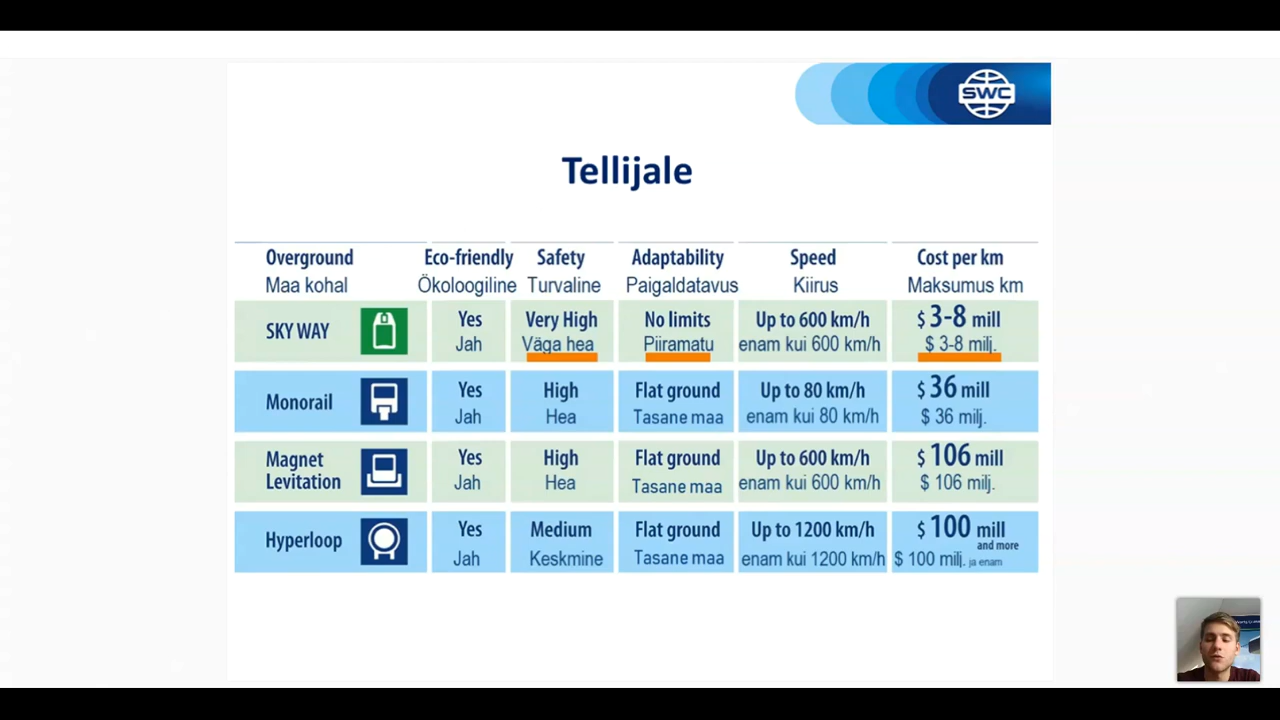 SWC
Tellijale
Overground Eco-friendly Safety Adaptability Speed Cost per km
Maa kohal Ökoloogiline Turvaline Paigaldatavus Kiirus Maksumus km
SKY WAY Yes Very High No limits Up to 600 km/h $ 3-8 mill
Jah Väga hea Piiramatu enam kui 600 km/h $ 3-8 milj.
Monorail Yes High Flat ground Up to 80 km/h $ 36 mill
Jah Hea Tasane maa enam kui 80 km/h $ 36 milj.
Magnet Levitation Yes High Flat ground Up to 600 km/h $ 106 mill
Jah Hea Tasane maa enam kui 600 km/h $ 106 milj.
Hyperloop Yes Medium Flat ground Up to 1200 km/h $ 100 mill and more
Jah Keskmine Tasane maa enam kui 1200 km/h $ 100 milj. ja enam